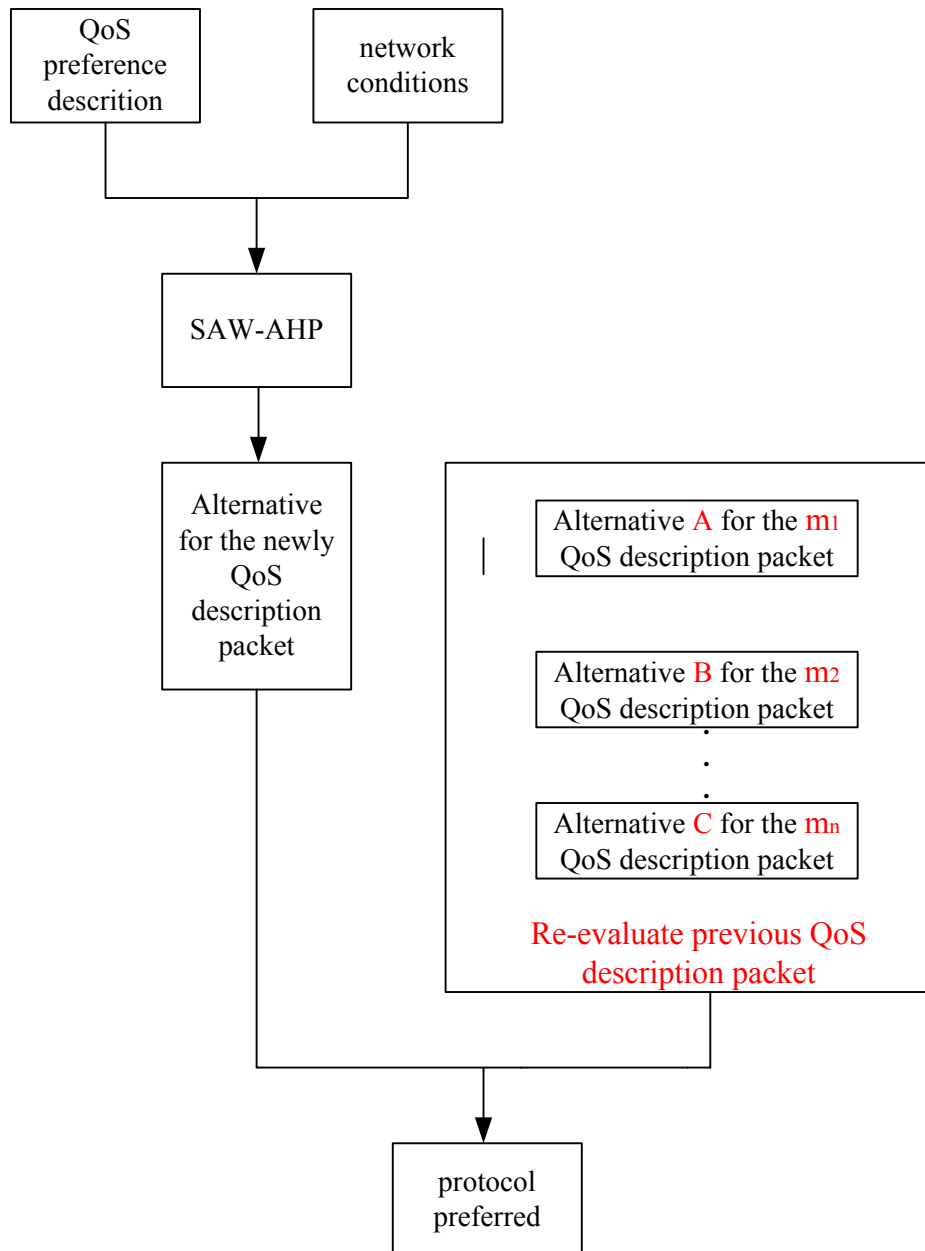 QoS
preference
descrition
network
conditions
SAW-AHP
Alternative
for the newly
QoS
description
packet
Alternative A for the m1
QoS description packet
Alternative B for the m2
QoS description packet
Alternative C for the mn
QoS description packet
Re-evaluate previous QoS
description packet
protocol
preferred